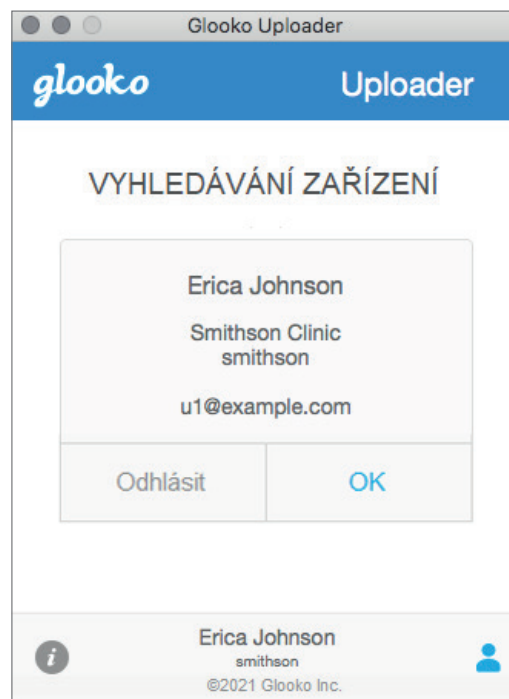 Glooko Uploader
glooko Uploader
VYHLEDÁVÁNÍ ZAŘÍZENÍ
Erica Johnson
Smithson Clinic
smithson
u1@example.com
Odhlásit OK
i
Erica Johnson
smithson
©2021 Glooko Inc.